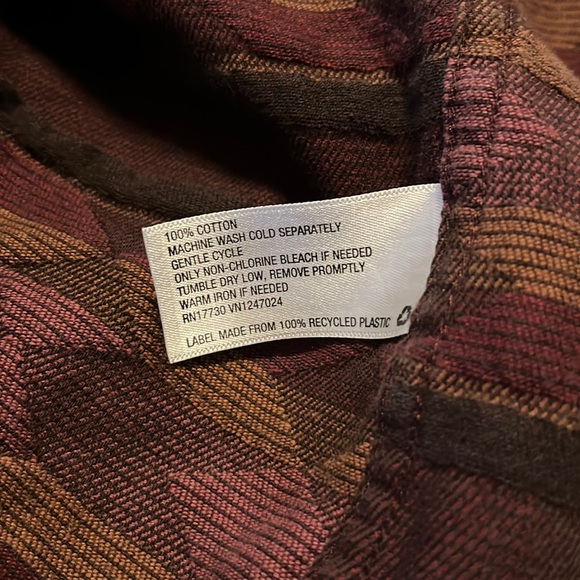 100% COTTON
MACHINE WASH COLD SEPARATELY
GENTLE CYCLE
ONLY NON-CHLORINE BLEACH IF NEEDED
TUMBLE DRY LOW, REMOVE PROMPTLY
WARM IRON IF NEEDED
RN17730 VN1247024
LABEL MADE FROM 100% RECYCLED PLASTIC